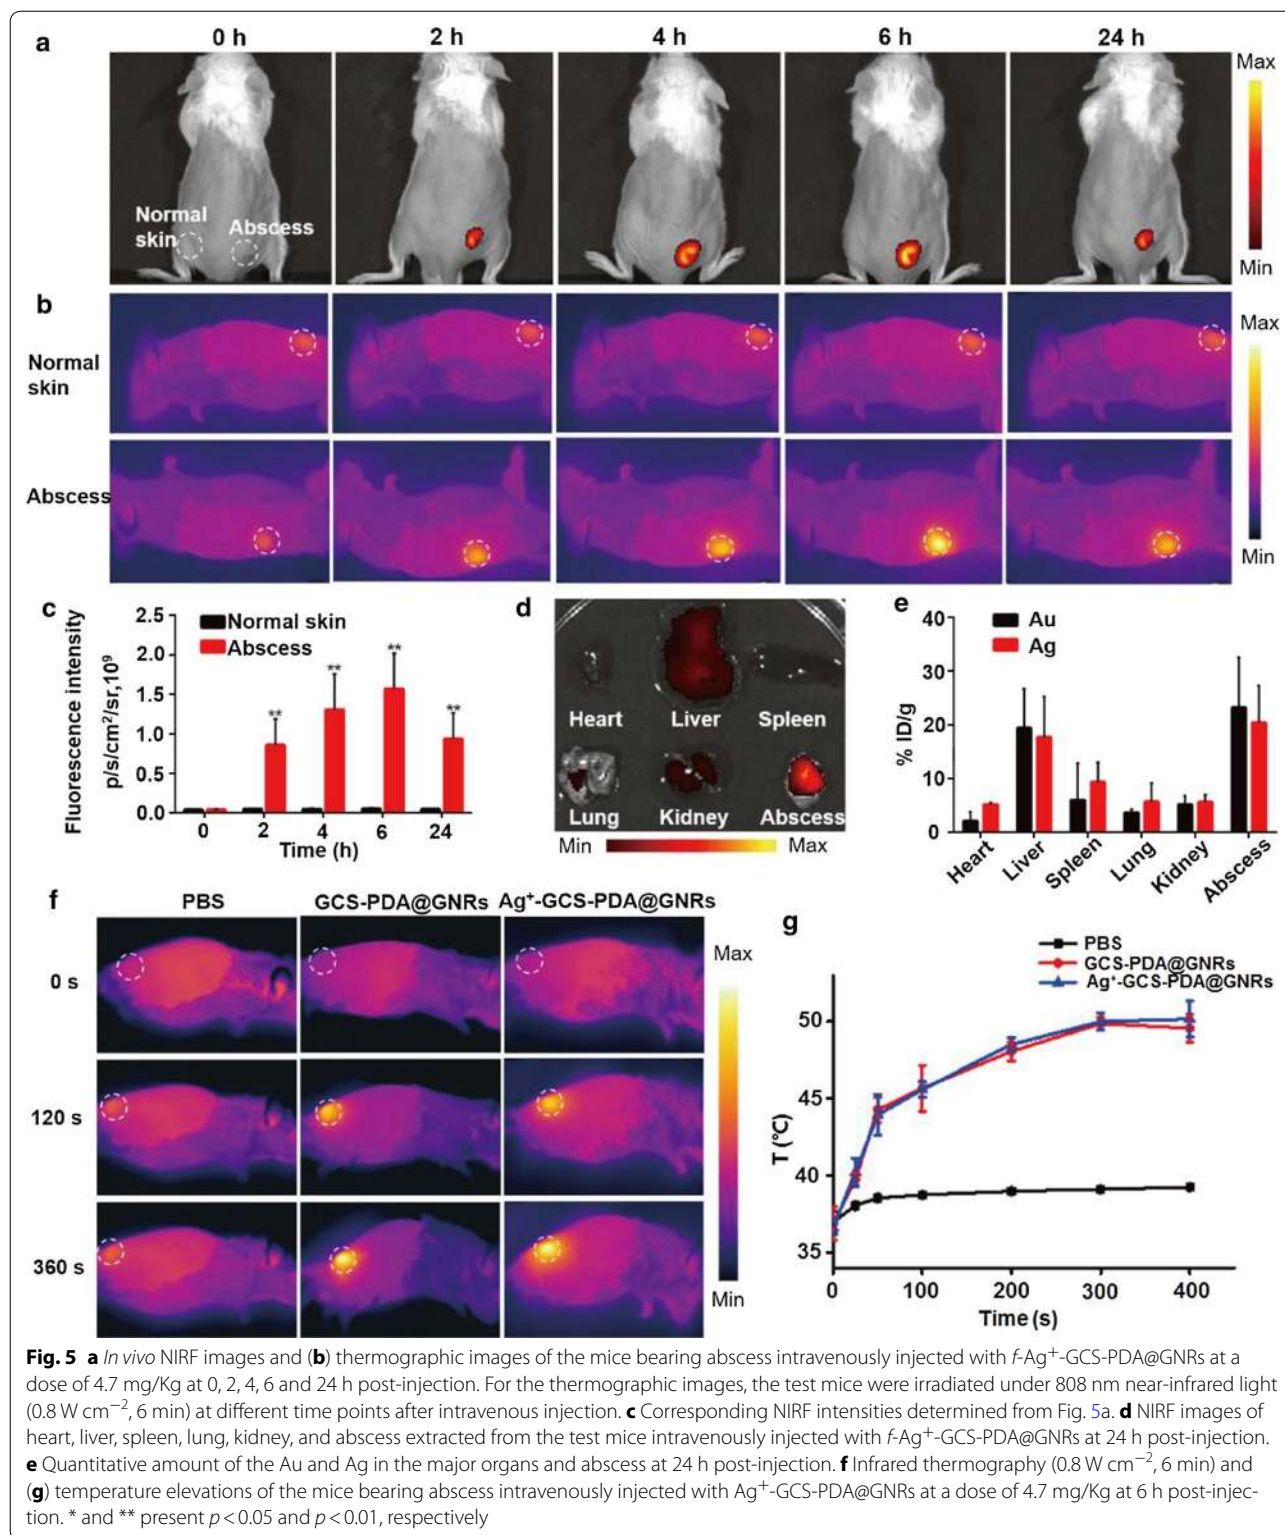 a
0 h
2 h
4 h
6 h
24 h
Max
Normal
skin
Abscess
Min
b
Max
Normal
skin
Abscess
Min
c
Fluorescence intensity
p/s/cm²/sr,10⁹
2.5
2.0
1.5
1.0
0.5
0.0
Normal skin
Abscess
**
**
**
**
0
2
4
6
24
Time (h)
d
Heart
Liver
Spleen
Lung
Kidney
Abscess
Min
Max
e
% ID/g
40
30
20
10
0
Au
Ag
Heart
Liver
Spleen
Lung
Kidney
Abscess
f
PBS
GCS-PDA@GNRs
Ag⁺-GCS-PDA@GNRs
0 s
120 s
360 s
Max
Min
g
PBS
GCS-PDA@GNRs
Ag⁺-GCS-PDA@GNRs
T (℃)
50
45
40
35
0
100
200
300
400
Time (s)
Fig. 5 a In vivo NIRF images and (b) thermographic images of the mice bearing abscess intravenously injected with f-Ag⁺-GCS-PDA@GNRs at a
dose of 4.7 mg/Kg at 0, 2, 4, 6 and 24 h post-injection. For the thermographic images, the test mice were irradiated under 808 nm near-infrared light
(0.8 W cm⁻², 6 min) at different time points after intravenous injection. c Corresponding NIRF intensities determined from Fig. 5a. d NIRF images of
heart, liver, spleen, lung, kidney, and abscess extracted from the test mice intravenously injected with f-Ag⁺-GCS-PDA@GNRs at 24 h post-injection.
e Quantitative amount of the Au and Ag in the major organs and abscess at 24 h post-injection. f Infrared thermography (0.8 W cm⁻², 6 min) and
(g) temperature elevations of the mice bearing abscess intravenously injected with Ag⁺-GCS-PDA@GNRs at a dose of 4.7 mg/Kg at 6 h post-injec-
tion. * and ** present p < 0.05 and p < 0.01, respectively